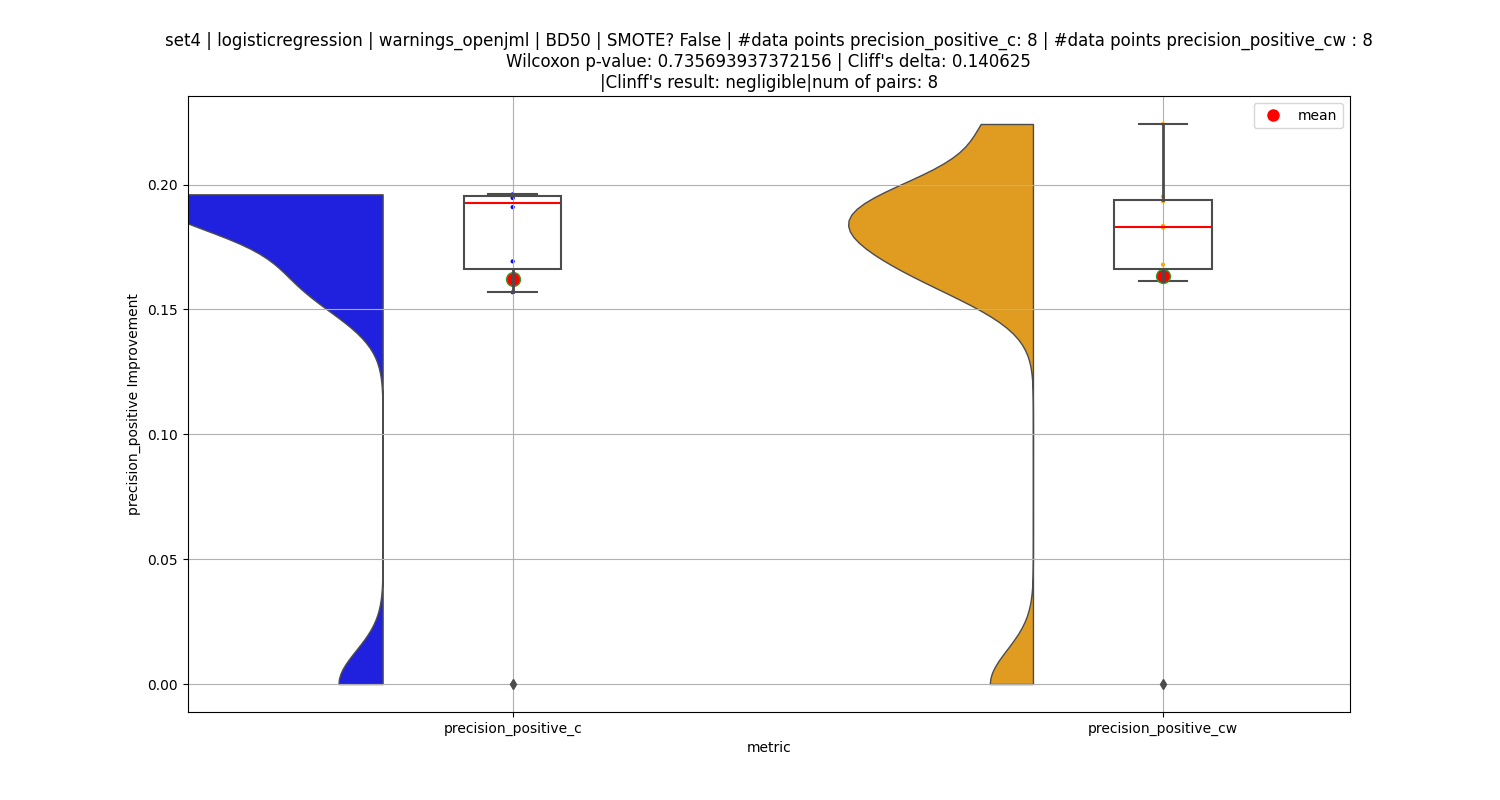 set4 | logisticregression | warnings_openjml | BD50 | SMOTE? False | #data points precision_positive_c: 8 | #data points precision_positive_cw : 8
Wilcoxon p-value: 0.735693937372156 | Cliff's delta: 0.140625
|Clinff's result: negligible|num of pairs: 8
mean
0.20
0.15
0.10
0.05
0.00
precision_positive Improvement
precision_positive_c
precision_positive_cw
metric